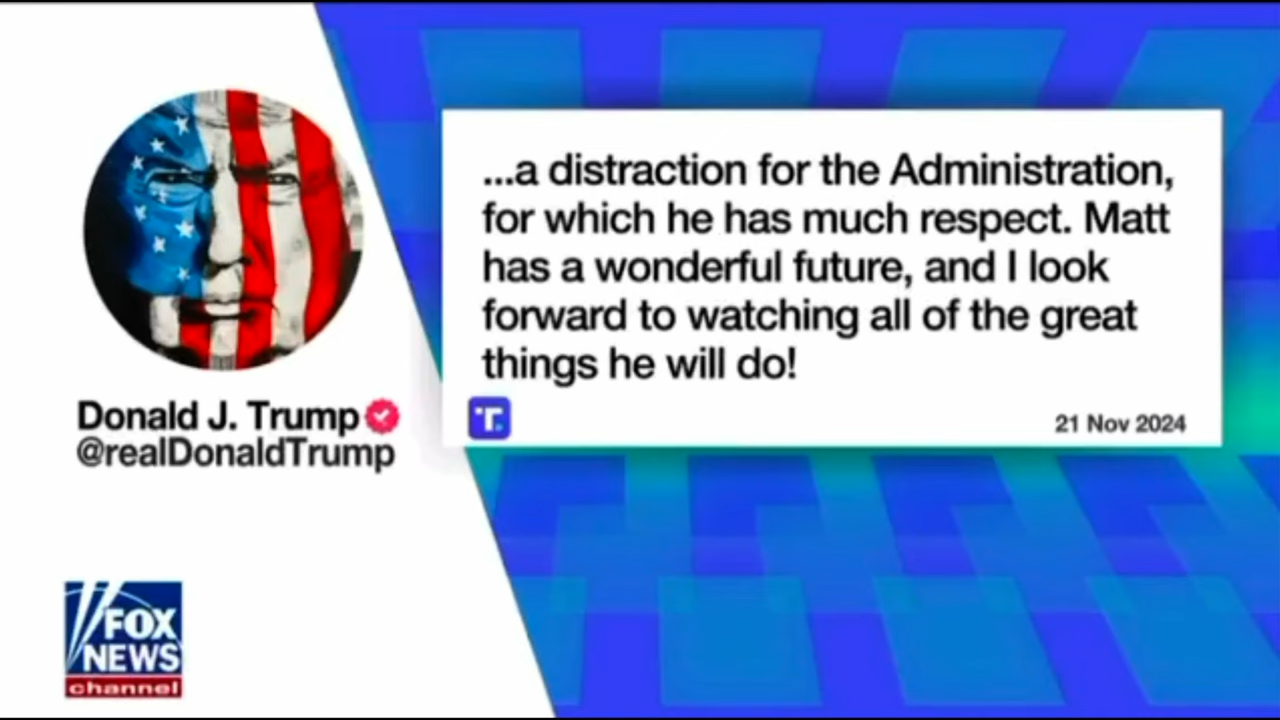 ...a distraction for the Administration,
for which he has much respect. Matt
has a wonderful future, and I look
forward to watching all of the great
things he will do!
T.
21 Nov 2024
Donald J. Trump
@realDonaldTrump
FOX
NEWS
channel